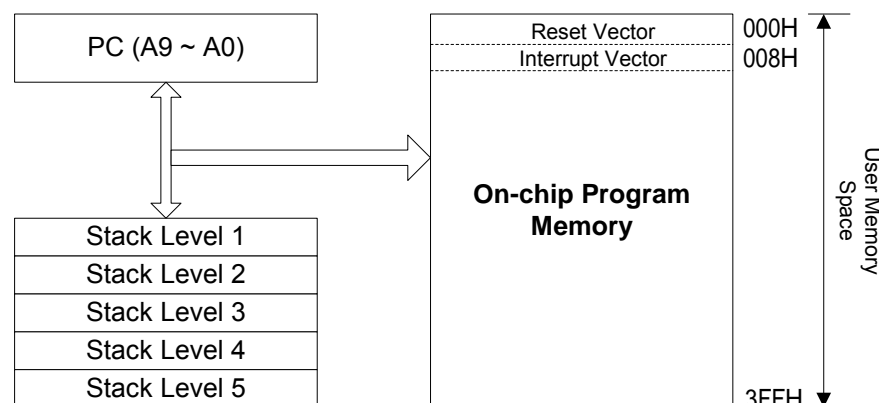 PC (A9 ~ A0)
Stack Level 1
Stack Level 2
Stack Level 3
Stack Level 4
Stack Level 5
Reset Vector
Interrupt Vector
On-chip Program
Memory
000H
008H
3FFH
User Memory
Space